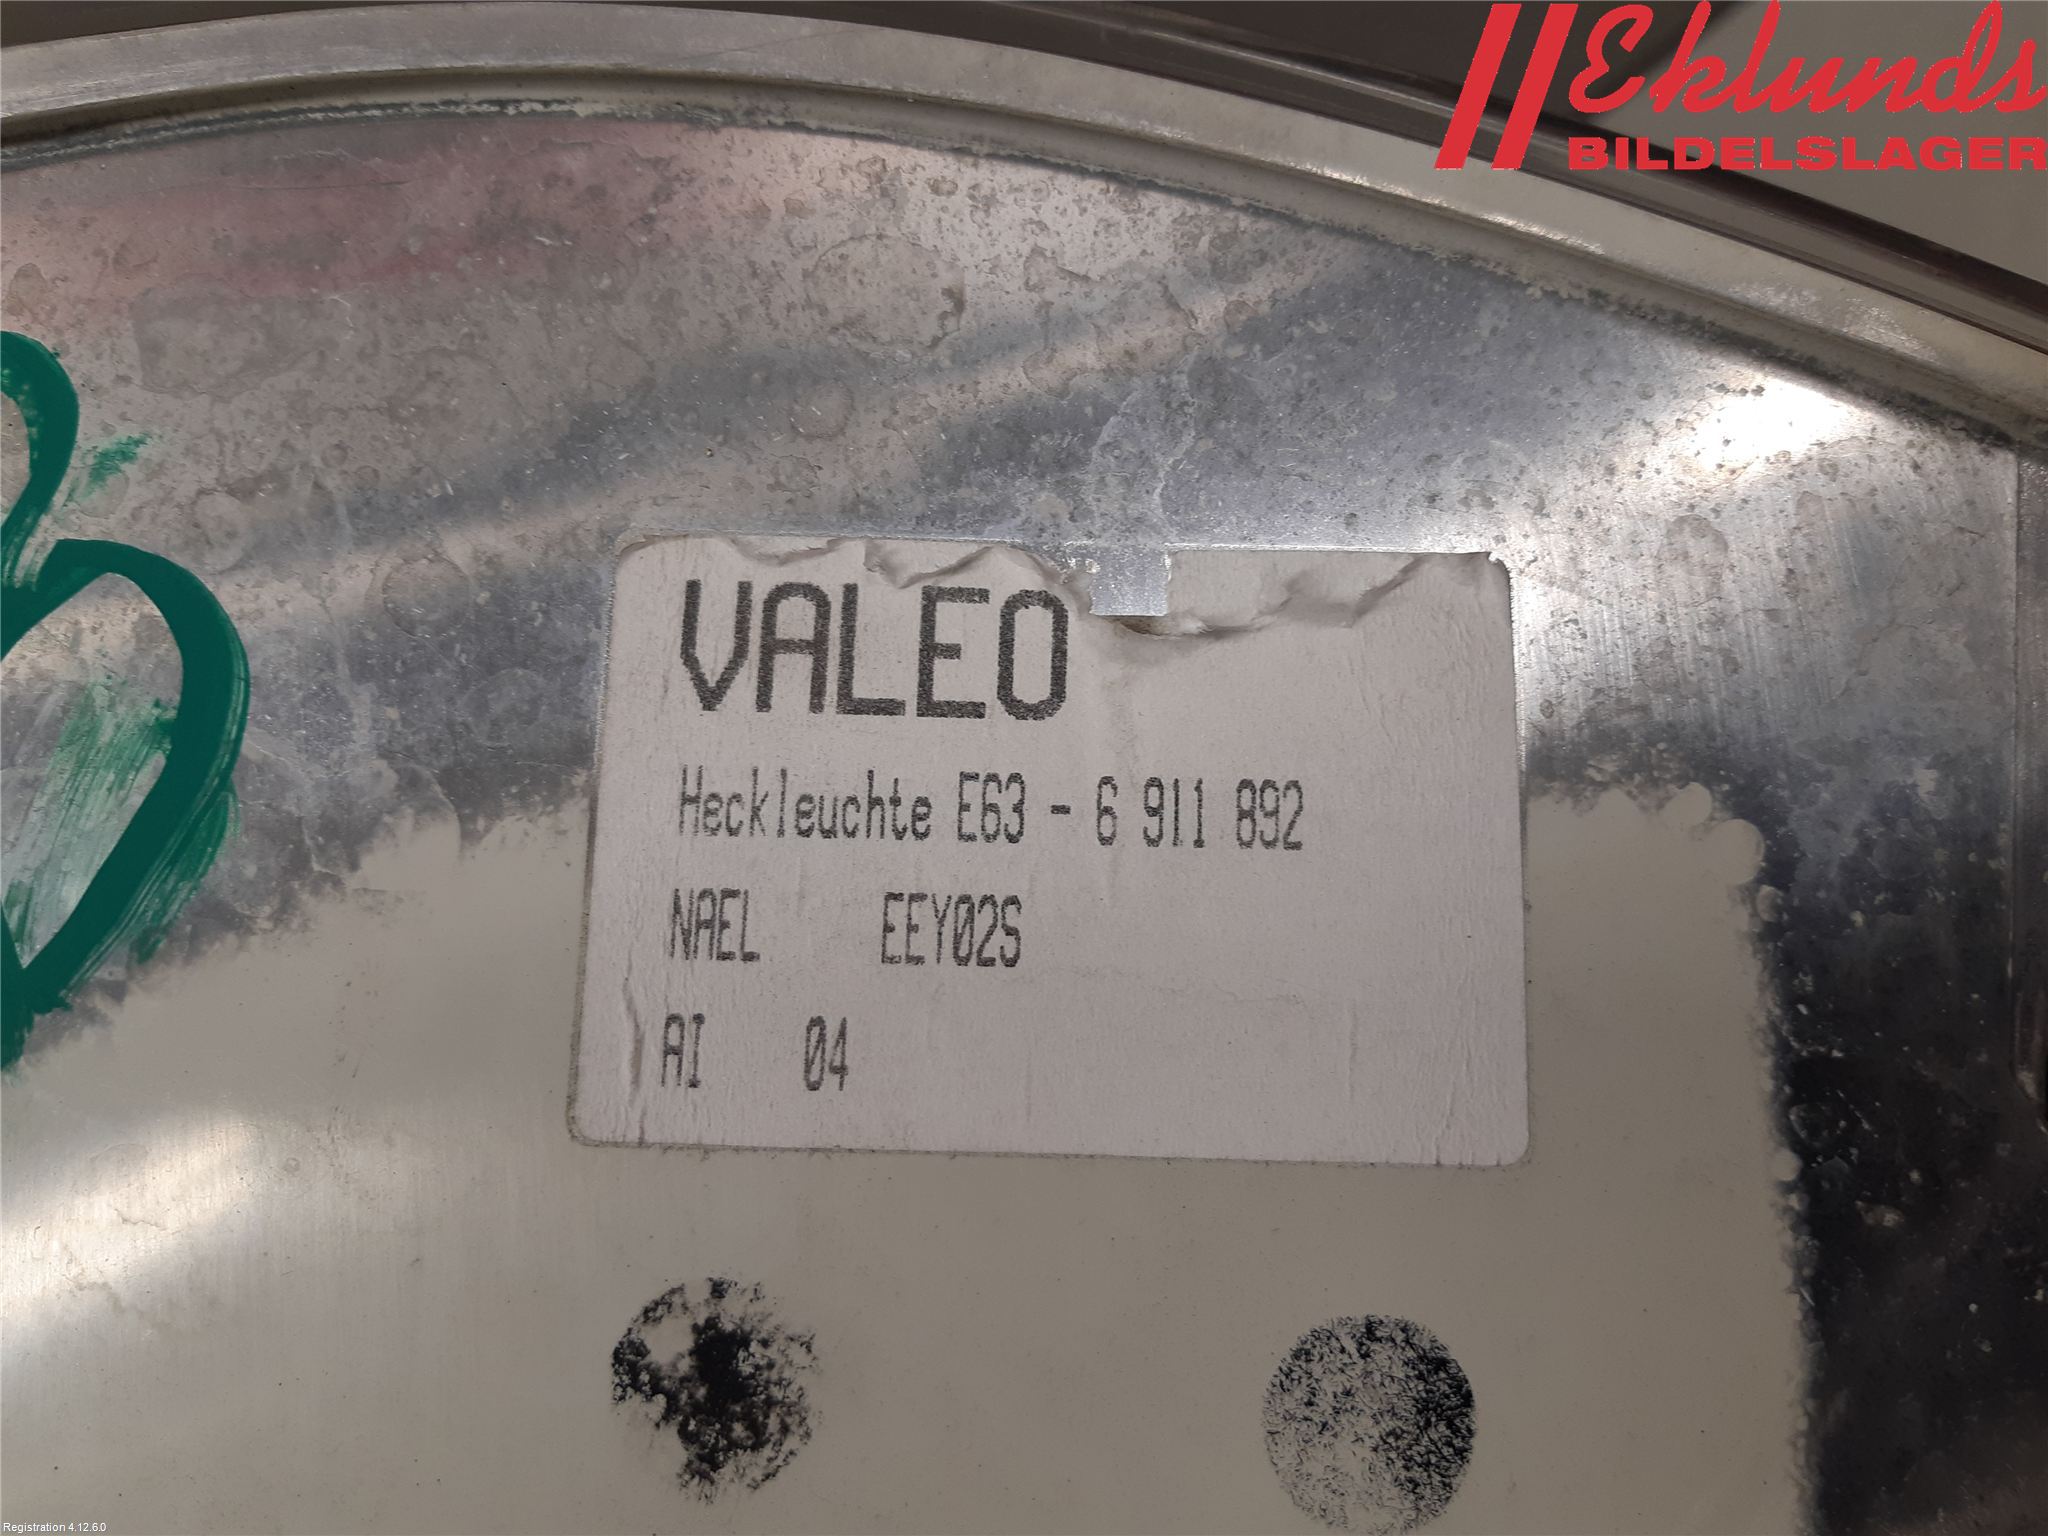 Eklunds
BILDELSLAGER
VALEO
Heckleuchte E63 - 6 911 892
NAEL EEY02S
AI 04
Registration 4.12.6.0